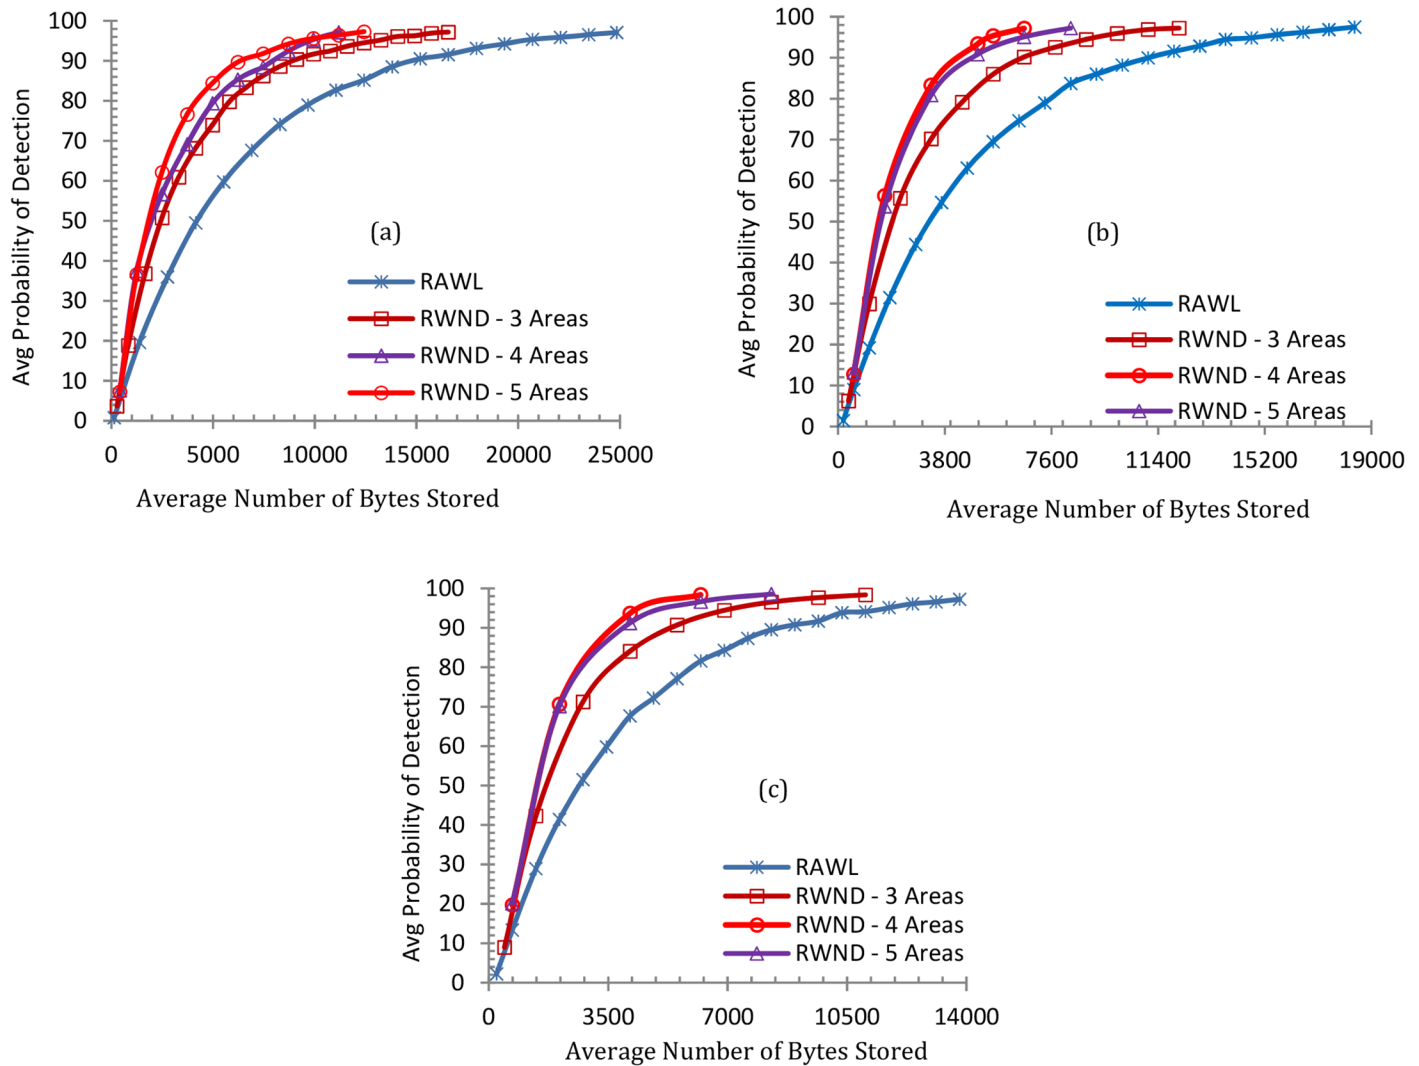 Avg Probability of Detection
100
90
80
70
60
50
40
30
20
10
0
(a)
RAWL
RWND - 3 Areas
RWND - 4 Areas
RWND - 5 Areas
0 5000 10000 15000 20000 25000
Average Number of Bytes Stored
Avg Probability of Detection
100
90
80
70
60
50
40
30
20
10
0
(b)
RAWL
RWND - 3 Areas
RWND - 4 Areas
RWND - 5 Areas
0 3800 7600 11400 15200 19000
Average Number of Bytes Stored
Avg Probability of Detection
100
90
80
70
60
50
40
30
20
10
0
(c)
RAWL
RWND - 3 Areas
RWND - 4 Areas
RWND - 5 Areas
0 3500 7000 10500 14000
Average Number of Bytes Stored